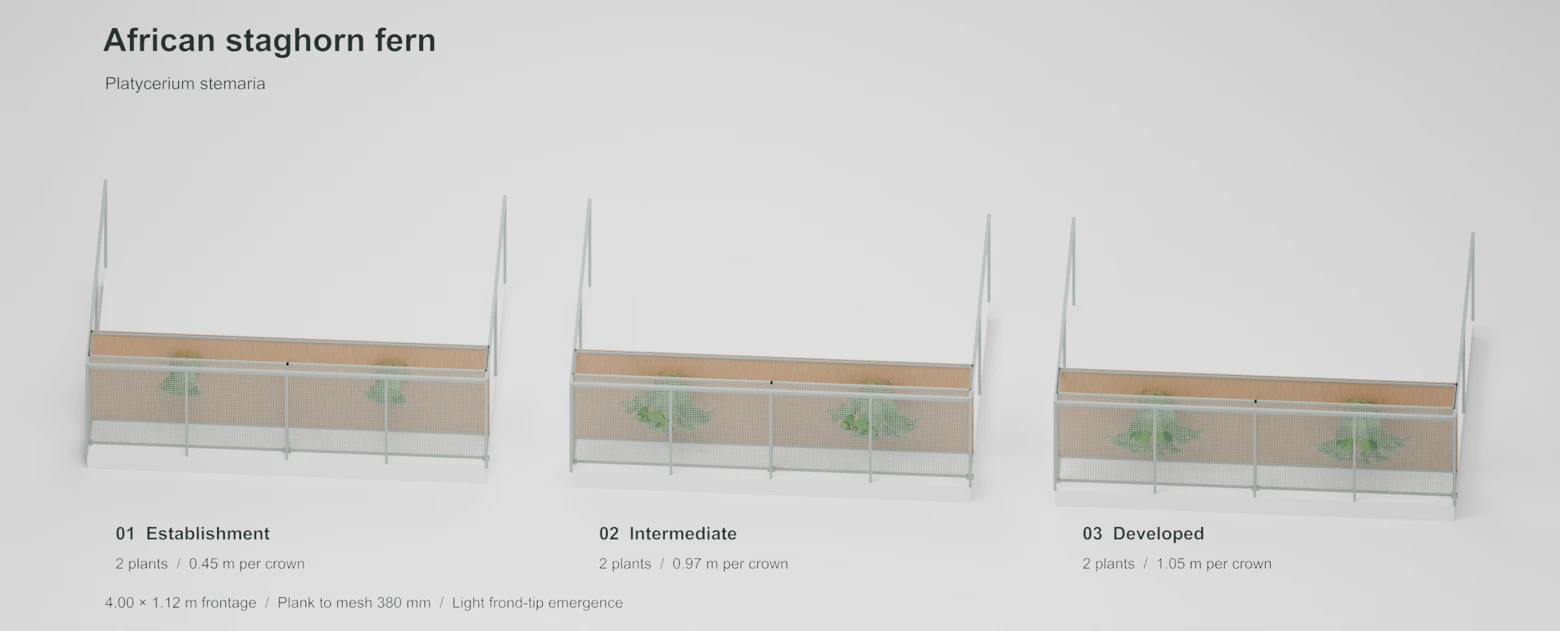 African staghorn fern
Platycerium stemaria
01 Establishment
2 plants / 0.45 m per crown
02 Intermediate
2 plants / 0.97 m per crown
03 Developed
2 plants / 1.05 m per crown
4.00 × 1.12 m frontage / Plank to mesh 380 mm / Light frond-tip emergence